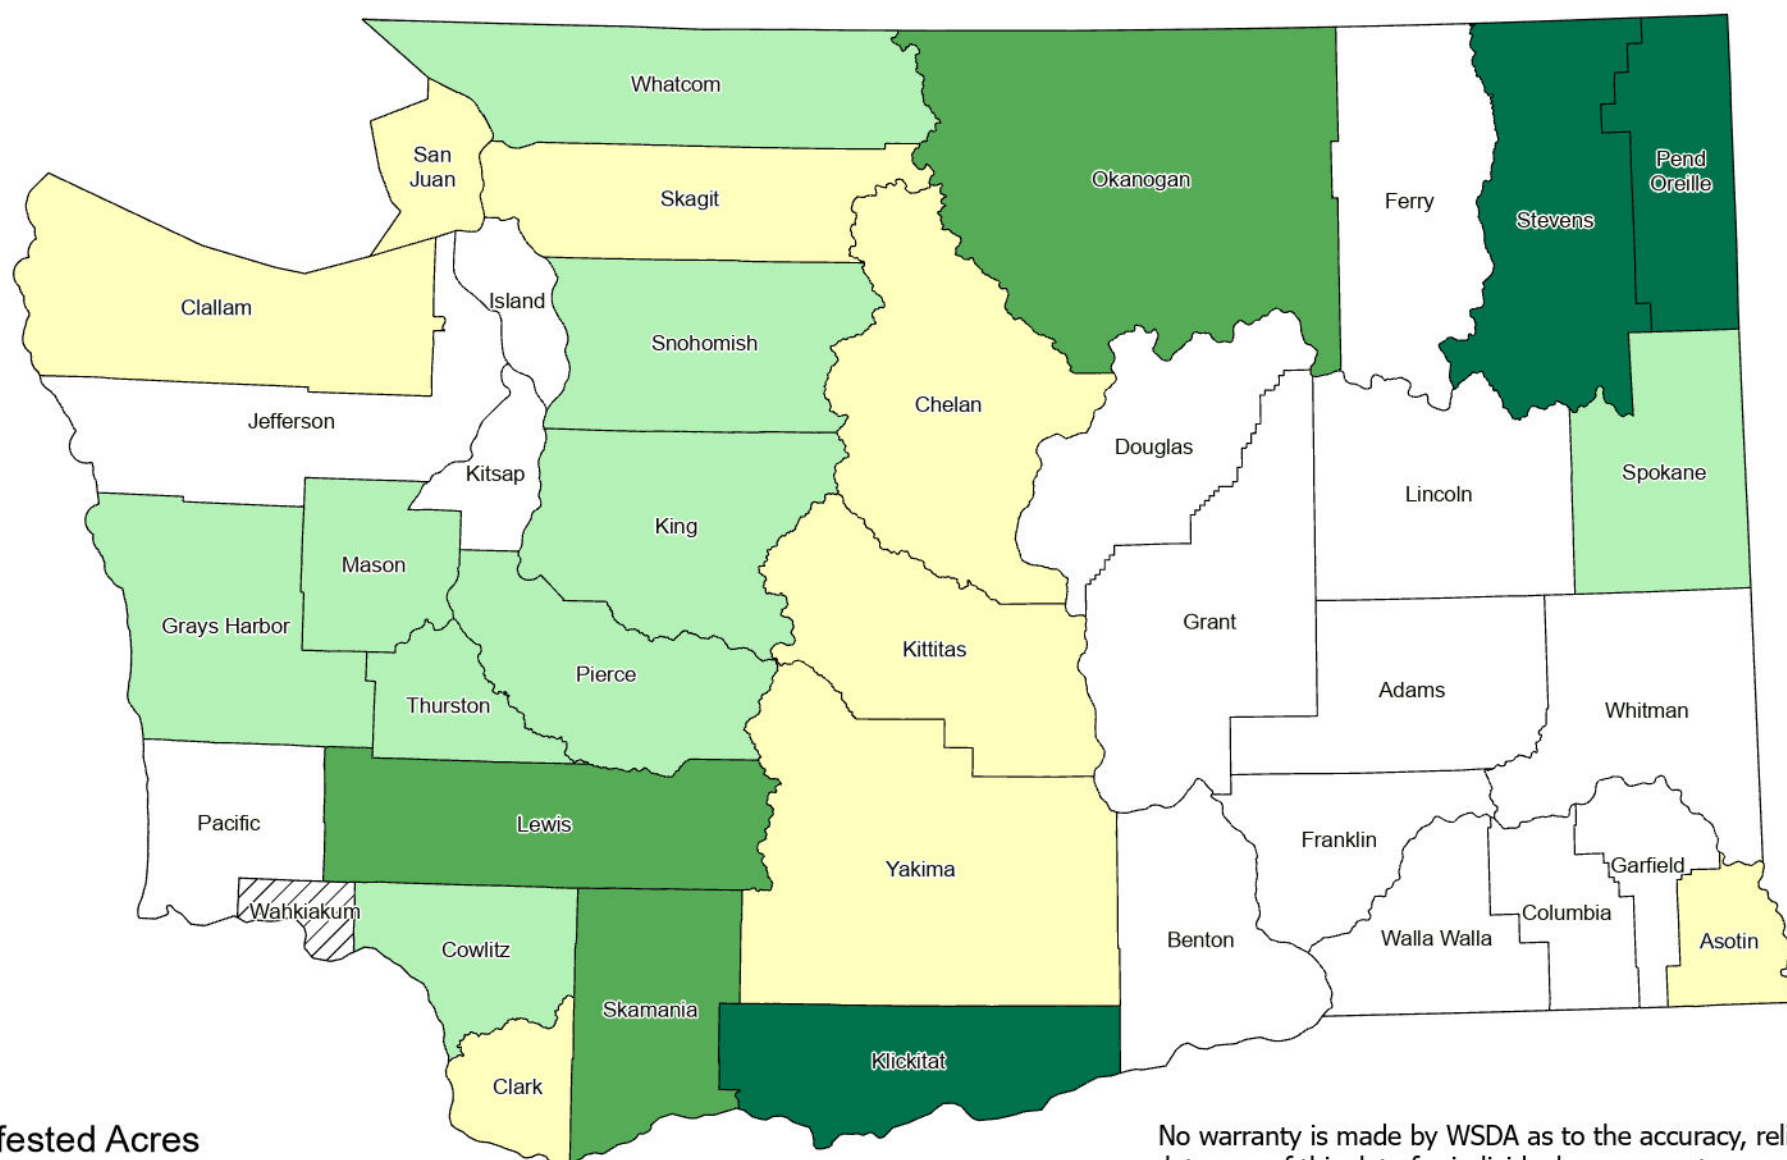 Whatcom
San
Juan
Skagit
Okanogan
Ferry
Stevens
Pend
Oreille
Clallam
Island
Snohomish
Chelan
Jefferson
Kitsap
Douglas
Lincoln
Spokane
King
Mason
Grays Harbor
Thurston
Pierce
Kittitas
Grant
Adams
Whitman
Pacific
Lewis
Yakima
Franklin
Garfield
Wahkiakum
Cowlitz
Benton
Walla Walla
Columbia
Asotin
Skamania
Klickitat
Clark
fested Acres
No warranty is made by WSDA as to the accuracy, reli